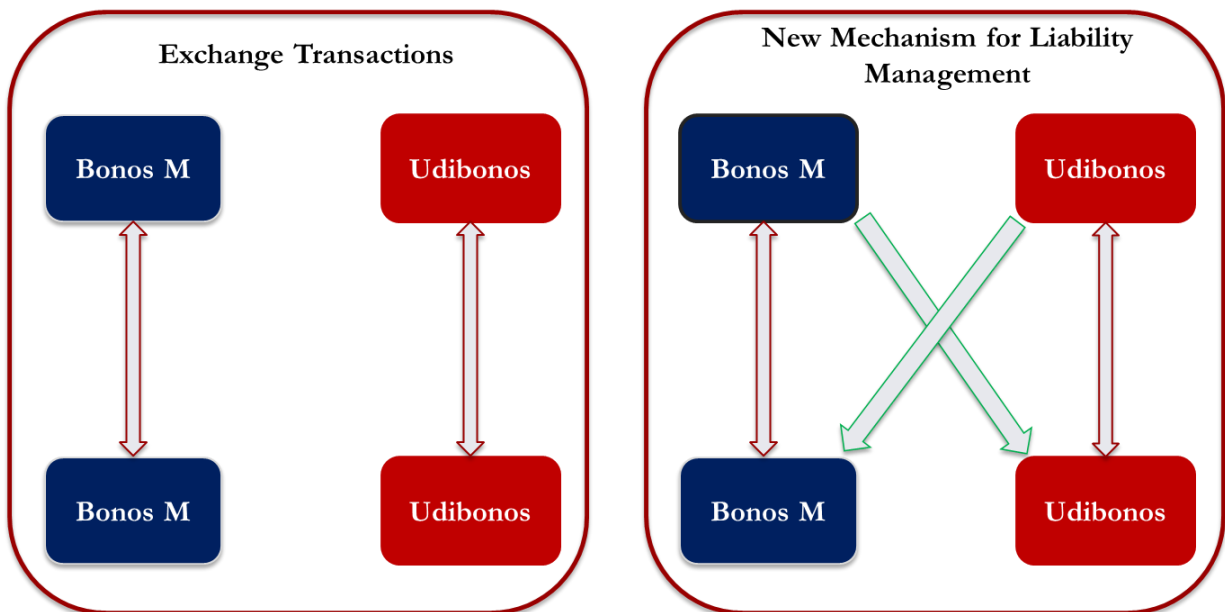 Exchange Transactions
Bonos M
Udibonos
Bonos M
Udibonos
New Mechanism for Liability
Management
Bonos M
Udibonos
Bonos M
Udibonos